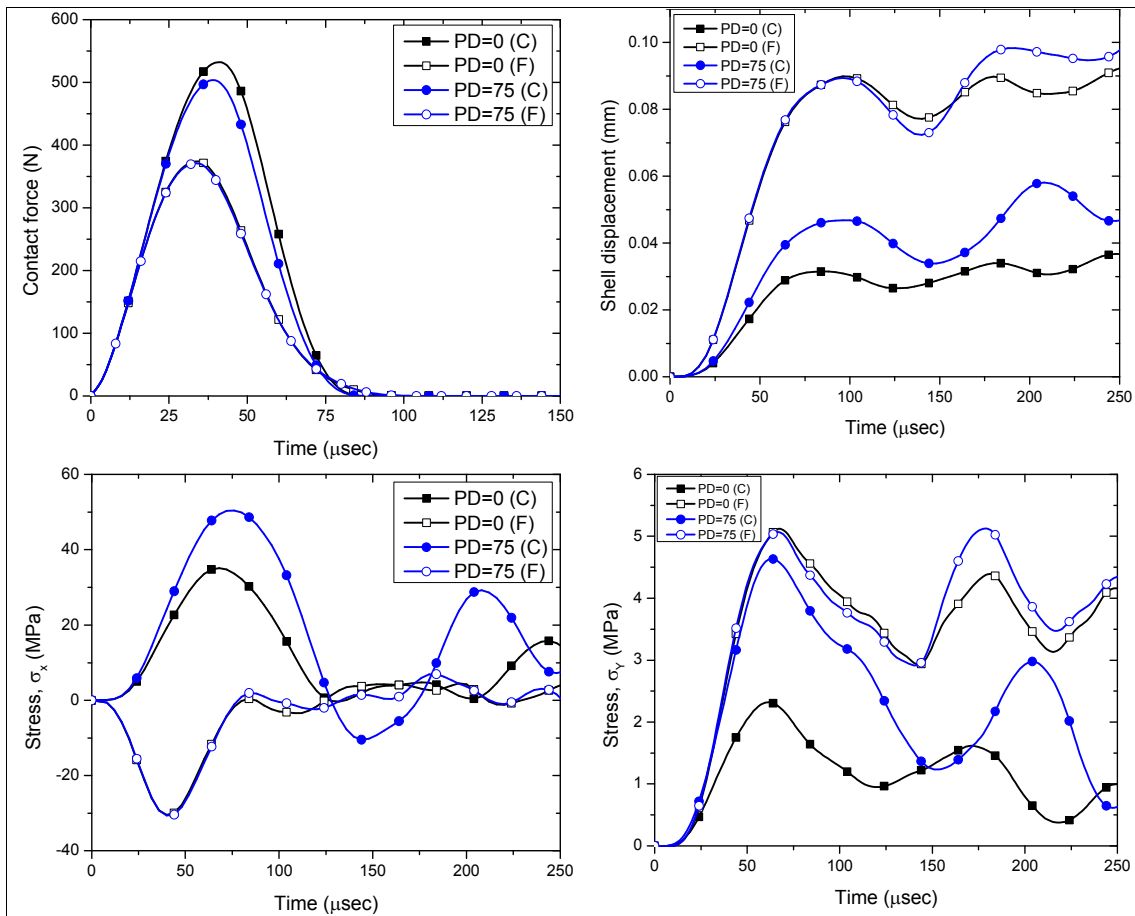 600
500
400
300
200
100
0
0 25 50 75 100 125 150
Contact force (N)
Time (μsec)
PD=0 (C)
PD=0 (F)
PD=75 (C)
PD=75 (F)
0.10
0.08
0.06
0.04
0.02
0.00
0 50 100 150 200 250
Shell displacement (mm)
Time (μsec)
PD=0 (C)
PD=0 (F)
PD=75 (C)
PD=75 (F)
60
40
20
0
-20
-40
0 50 100 150 200 250
Stress, σx (MPa)
Time (μsec)
PD=0 (C)
PD=0 (F)
PD=75 (C)
PD=75 (F)
6
5
4
3
2
1
0
0 50 100 150 200 250
Stress, σY (MPa)
Time (μsec)
PD=0 (C)
PD=0 (F)
PD=75 (C)
PD=75 (F)